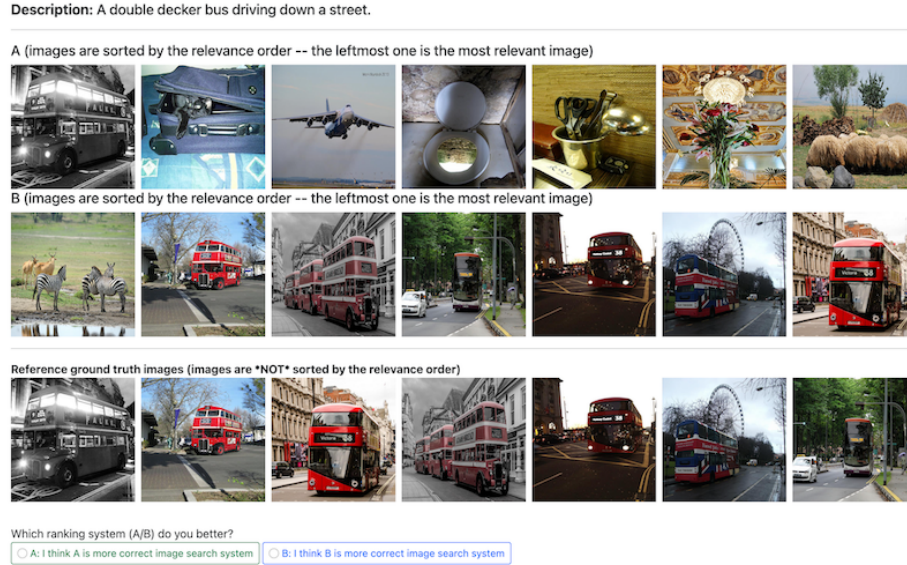 Description: A double decker bus driving down a street.
A (images are sorted by the relevance order -- the leftmost one is the most relevant image)
B (images are sorted by the relevance order -- the leftmost one is the most relevant image)
Reference ground truth images (images are *NOT* sorted by the relevance order)
Which ranking system (A/B) do you better?
A: I think A is more correct image search system
B: I think B is more correct image search system